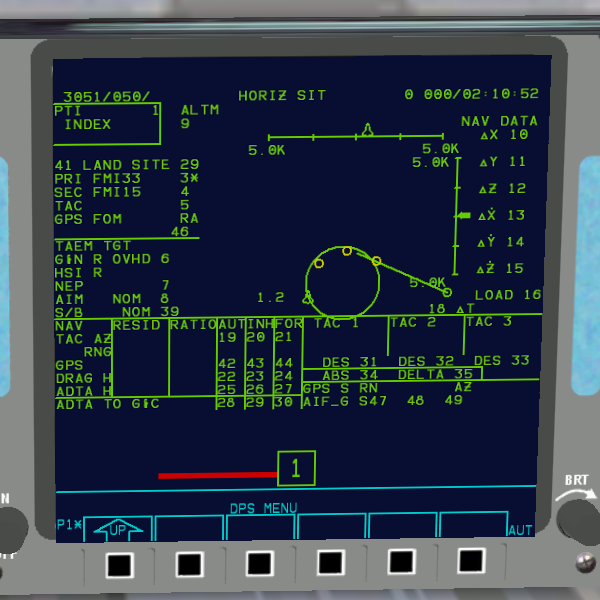 3051/050/ HORIZ SIT 0 000/02:10:52
PTI 1 ALTM NAV DATA
INDEX 9 ΔX 10
5.0K 5.0K
41 LAND SITE 29 5.0K ΔY 11
PRI FMI33 3*
SEC FMI15 4 ΔZ 12
TAC 5
GPS FOM RA ΔẊ 13
46
TAEM TGT ΔẎ 14
G&N R OVHD 6
HSI R ΔŻ 15
NEP 7 5.0K
AIM NOM 8 1.2 LOAD 16
S/B NOM 39 18 ΔT
NAV RESID RATIO AUT INH FOR TAC 1 TAC 2 TAC 3
TAC AZ 19 20 21
RNG
GPS 42 43 44 DES 31 DES 32 DES 33
DRAG H 22 23 24 ABS 34 DELTA 35
ADTA H 25 26 27 GPS S RN AZ
ADTA TO G&C 28 29 30 AIF_G S47 48 49
1
BRT
DPS MENU
P1* UP AUT